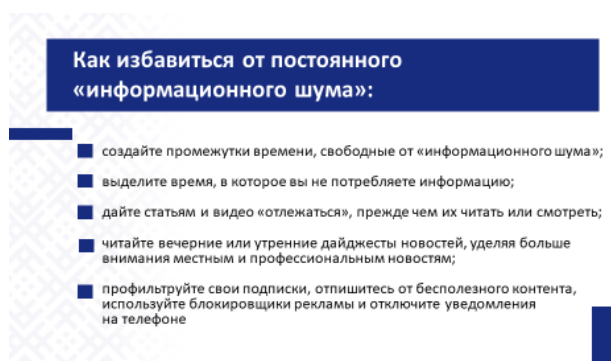 Как избавиться от постоянного
«информационного шума»:
создайте промежутки времени, свободные от «информационного шума»;
выделите время, в которое вы не потребляете информацию;
дайте статьям и видео «отлежаться», прежде чем их читать или смотреть;
читайте вечерние или утренние дайджесты новостей, уделяя больше
внимания местным и профессиональным новостям;
профильтруйте свои подписки, отпишитесь от бесполезного контента,
используйте блокировщики рекламы и отключите уведомления
на телефоне